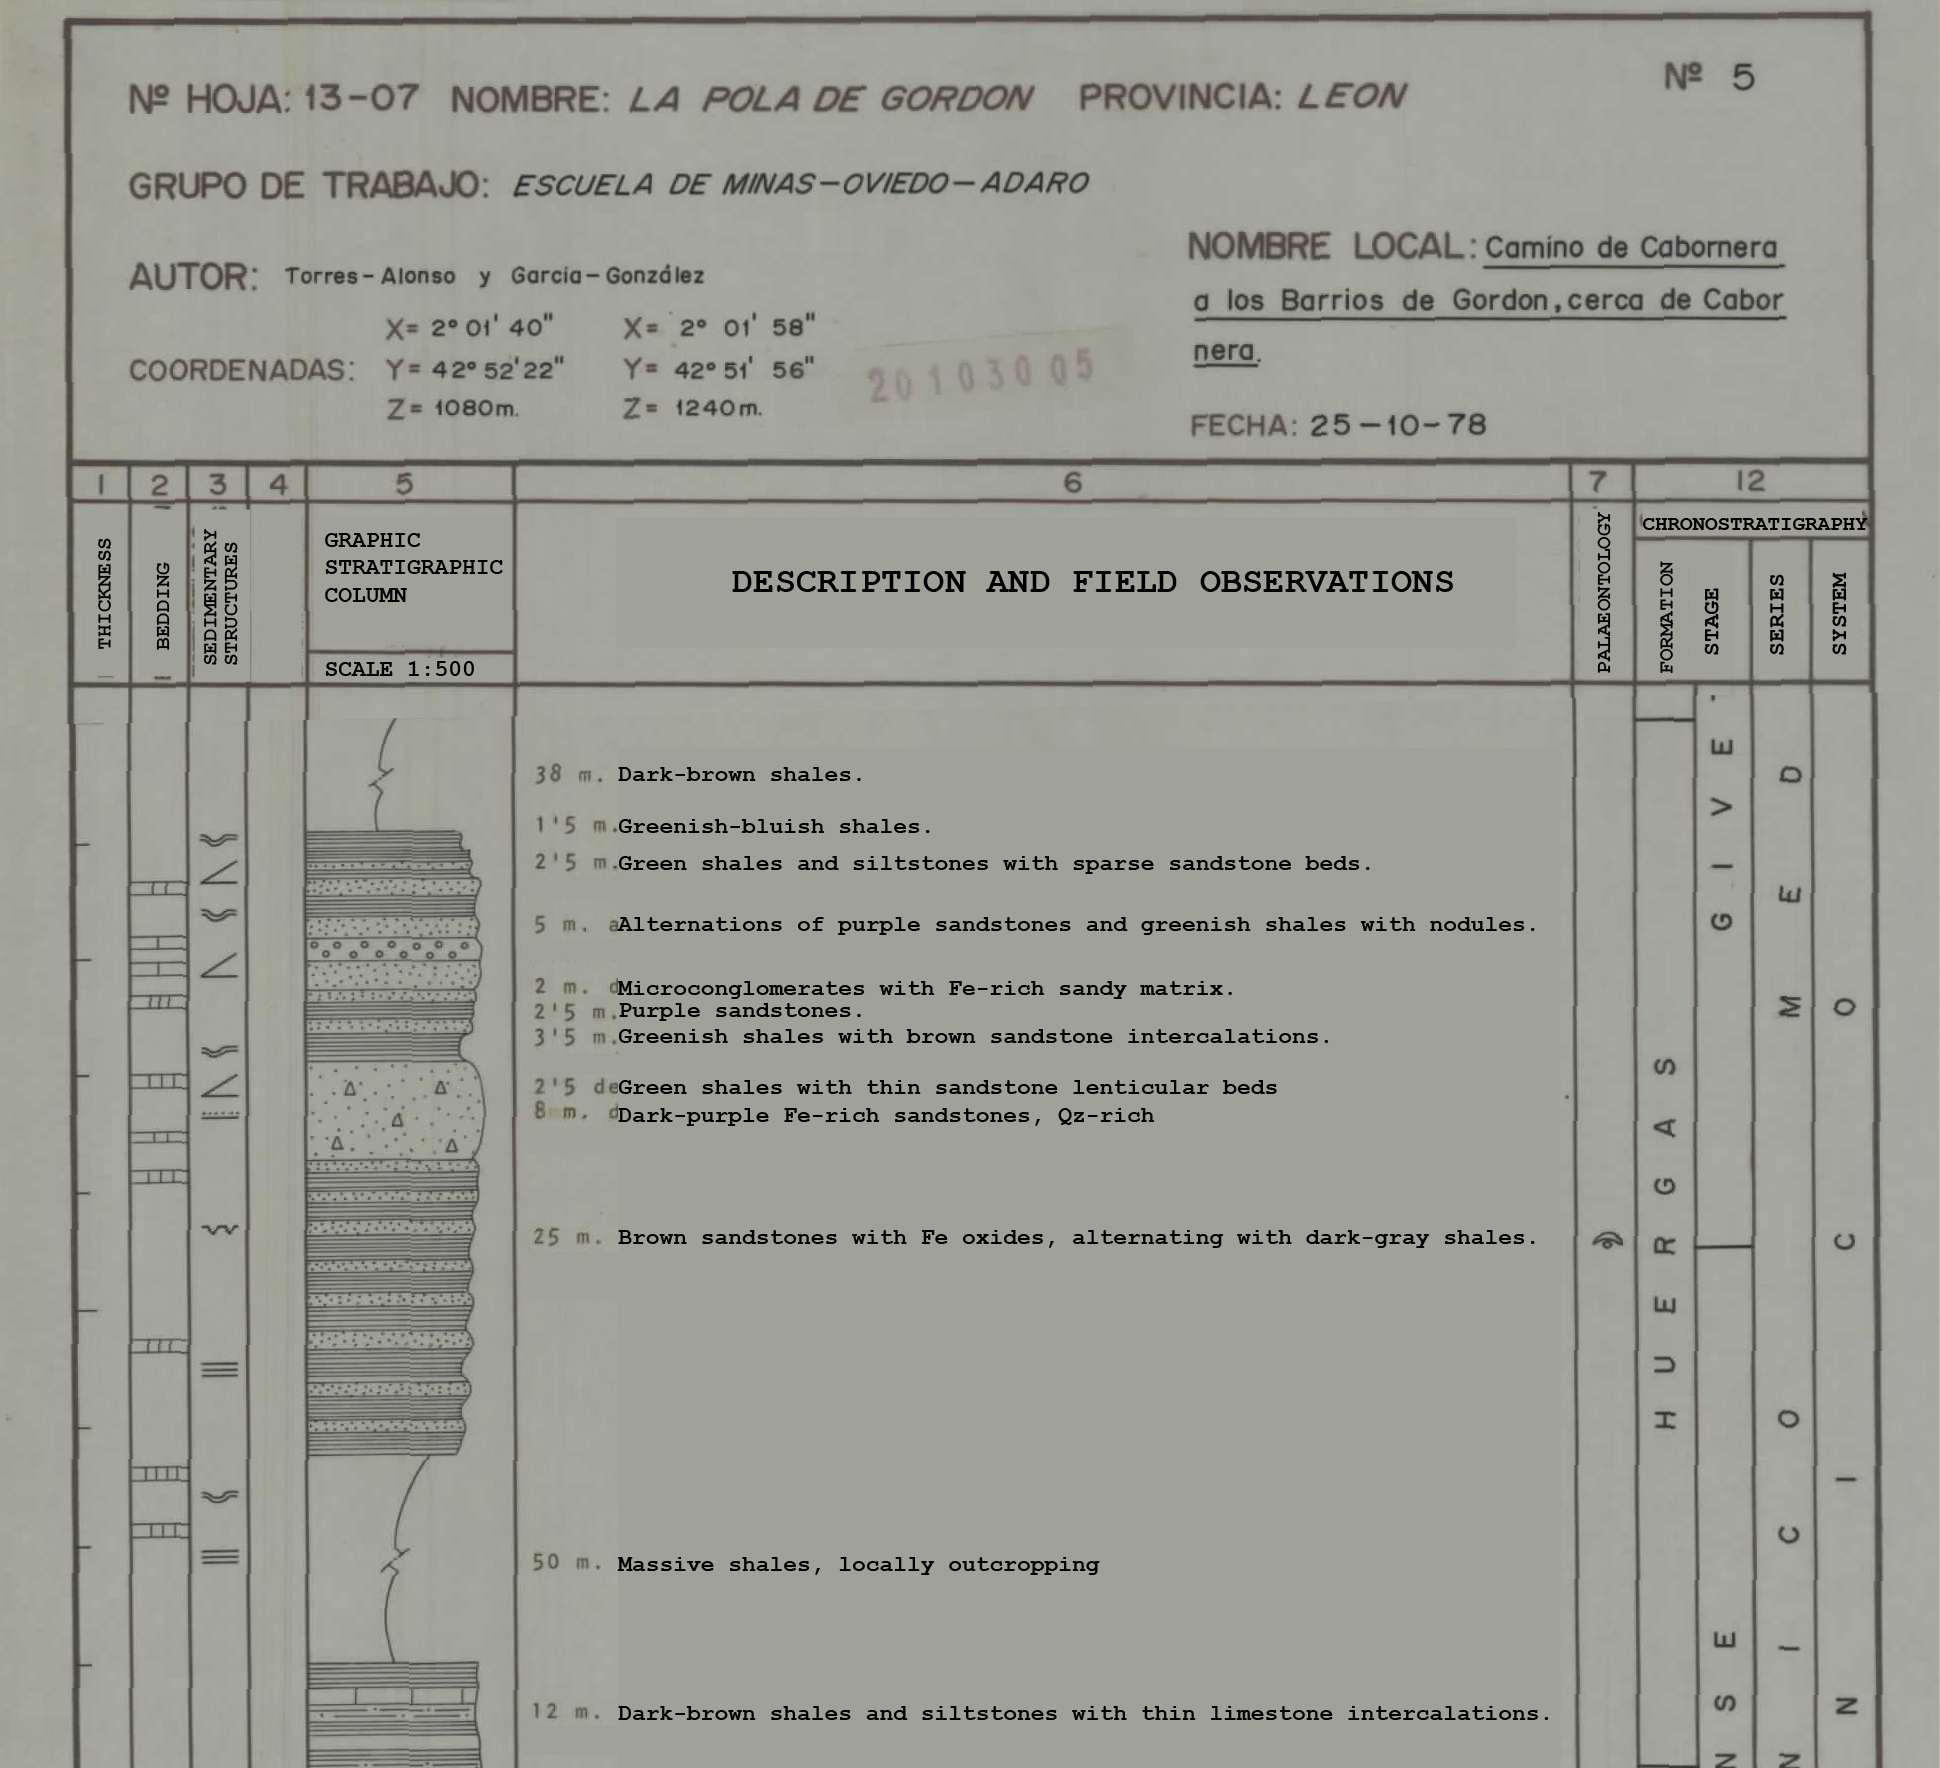 Nº HOJA: 13-07 NOMBRE: LA POLA DE GORDON PROVINCIA: LEON Nº 5
GRUPO DE TRABAJO: ESCUELA DE MINAS-OVIEDO-ADARO
AUTOR: Torres-Alonso y García-González
NOMBRE LOCAL: Camino de Cabornera
a los Barrios de Gordon, cerca de Cabor
nera.
COORDENADAS:
X= 2° 01' 40" X= 2° 01' 58"
Y= 42° 52' 22" Y= 42° 51' 56"
Z= 1080m. Z= 1240m.
20103005
FECHA: 25-10-78
1 2 3 4 5 6 7 12
THICKNESS
BEDDING
SEDIMENTARY
STRUCTURES
GRAPHIC
STRATIGRAPHIC
COLUMN
SCALE 1:500
DESCRIPTION AND FIELD OBSERVATIONS
PALAEONTOLOGY
CHRONOSTRATIGRAPHY
FORMATION
STAGE
SERIES
SYSTEM
38 m. Dark-brown shales.
1'5 m. Greenish-bluish shales.
2'5 m. Green shales and siltstones with sparse sandstone beds.
5 m. a Alternations of purple sandstones and greenish shales with nodules.
2 m. d Microconglomerates with Fe-rich sandy matrix.
2'5 m. Purple sandstones.
3'5 m. Greenish shales with brown sandstone intercalations.
2'5 de Green shales with thin sandstone lenticular beds
8 m. d Dark-purple Fe-rich sandstones, Qz-rich
25 m. Brown sandstones with Fe oxides, alternating with dark-gray shales.
50 m. Massive shales, locally outcropping
12 m. Dark-brown shales and siltstones with thin limestone intercalations.
HUERGAS
GIVE
NSE
MED
NICO
NICO